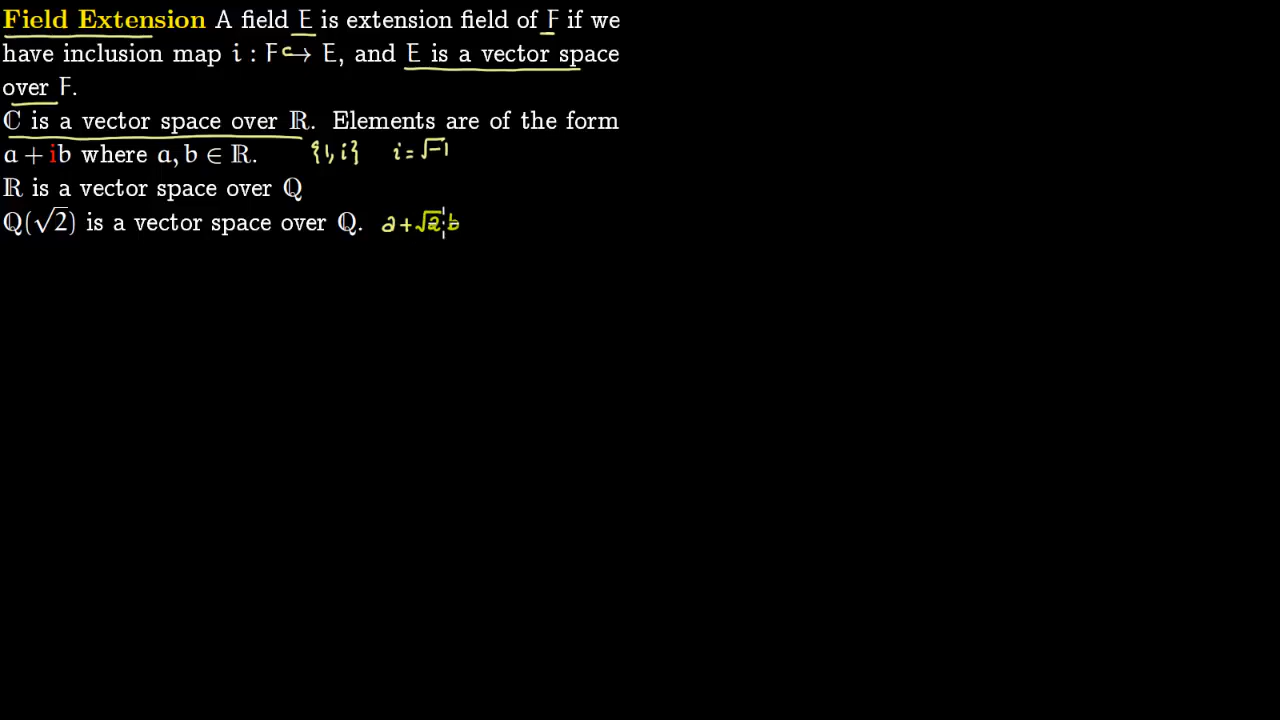 Field Extension A field E is extension field of F if we
have inclusion map i : F ↪ E, and E is a vector space
over F.
ℂ is a vector space over ℝ. Elements are of the form
a + ib where a, b ∈ ℝ. {1, i} i = √-1
ℝ is a vector space over ℚ
ℚ(√2) is a vector space over ℚ. a + √2 b